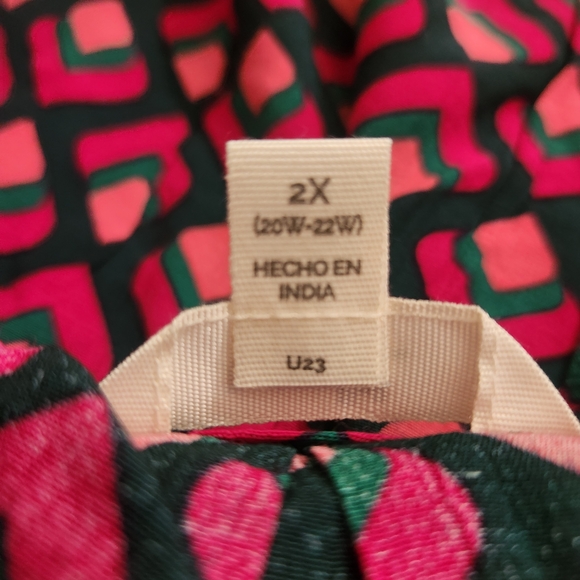 2X
(20W-22W)
HECHO EN
INDIA
U23